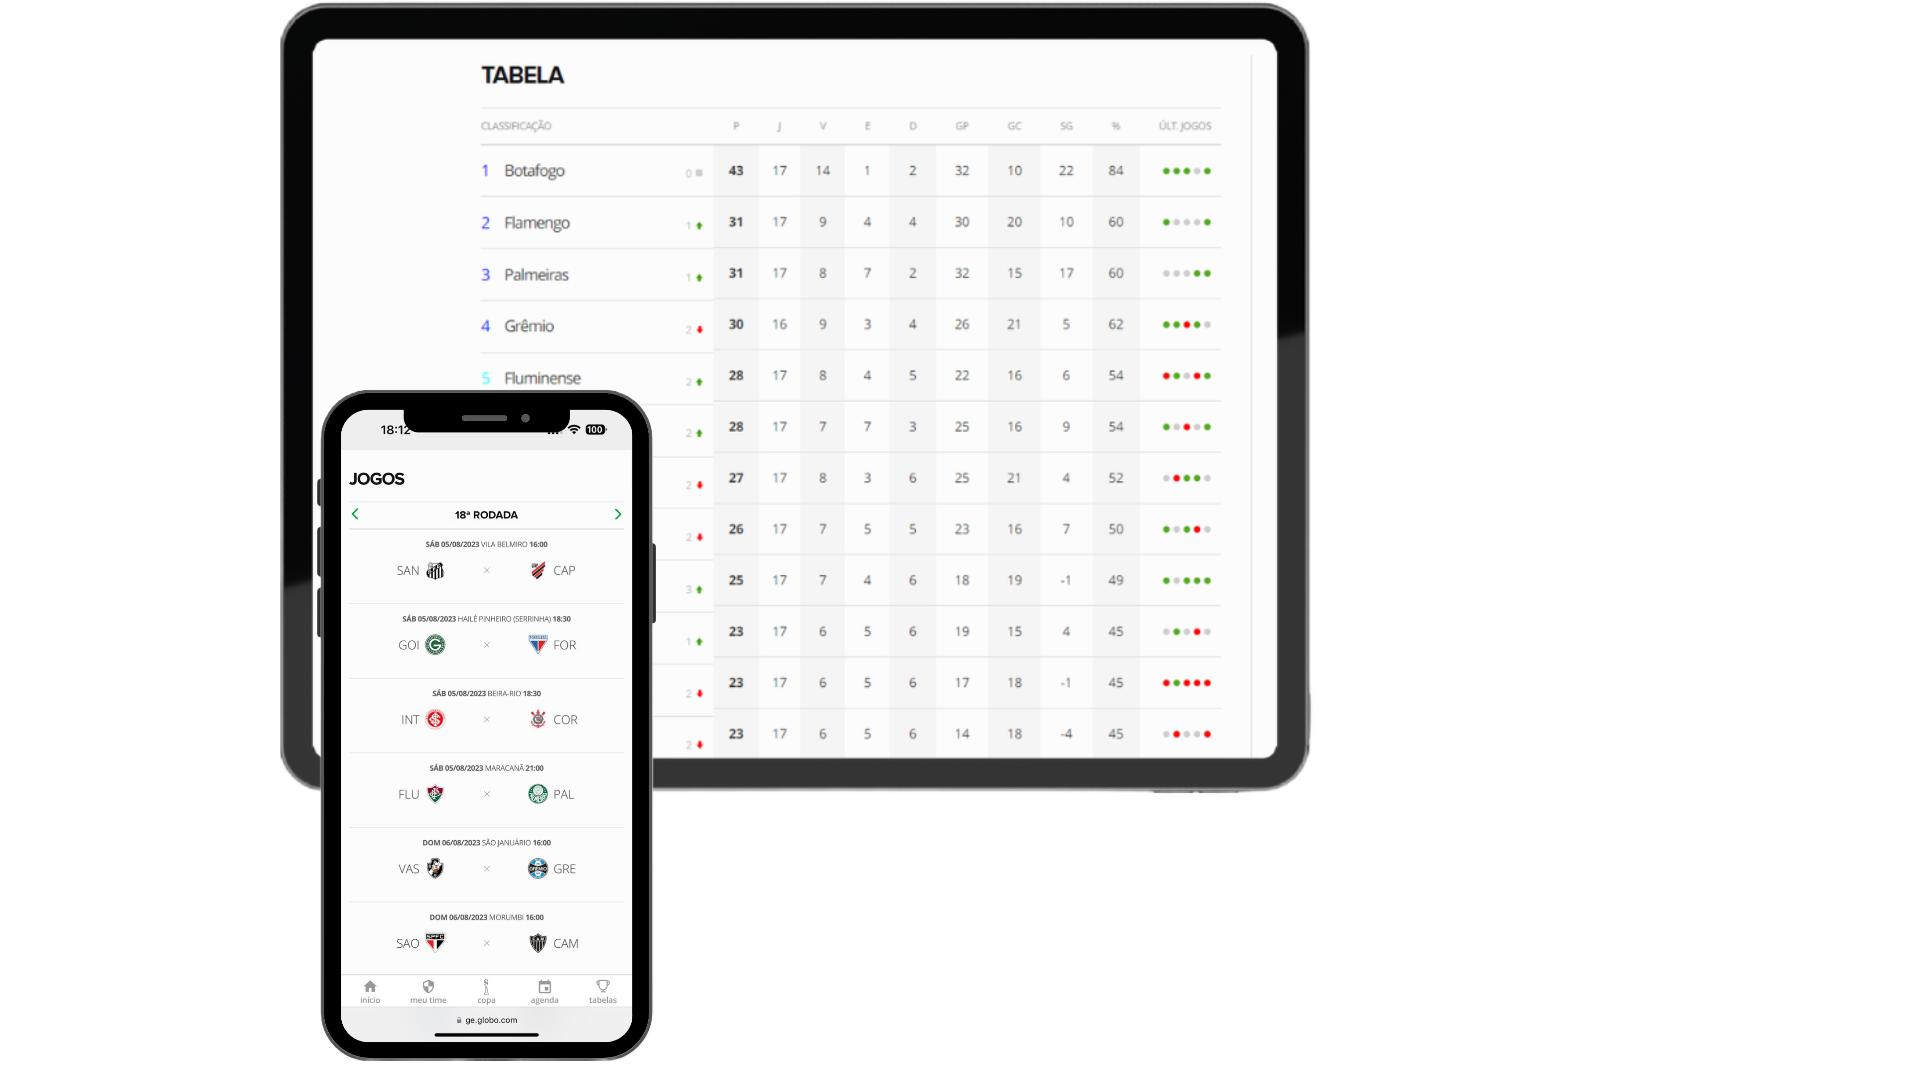 TABELA
CLASSIFICAÇÃO P J V E D GP GC SG % ÚLT. JOGOS
1 Botafogo 0 43 17 14 1 2 32 10 22 84
2 Flamengo 1 31 17 9 4 4 30 20 10 60
3 Palmeiras 1 31 17 8 7 2 32 15 17 60
4 Grêmio 2 30 16 9 3 4 26 21 5 62
5 Fluminense 2 28 17 8 4 5 22 16 6 54
2 28 17 7 7 3 25 16 9 54
2 27 17 8 3 6 25 21 4 52
2 26 17 7 5 5 23 16 7 50
3 25 17 7 4 6 18 19 -1 49
1 23 17 6 5 6 19 15 4 45
2 23 17 6 5 6 17 18 -1 45
2 23 17 6 5 6 14 18 -4 45
18:12 100
JOGOS
18ª RODADA
SÁB 05/08/2023 VILA BELMIRO 16:00
SAN × CAP
SÁB 05/08/2023 HAILÉ PINHEIRO (SERRINHA) 18:30
GOI × FOR
SÁB 05/08/2023 BEIRA-RIO 18:30
INT × COR
SÁB 05/08/2023 MARACANÃ 21:00
FLU × PAL
DOM 06/08/2023 SÃO JANUÁRIO 16:00
VAS × GRE
DOM 06/08/2023 MORUMBI 16:00
SAO × CAM
início meu time copa agenda tabelas
ge.globo.com